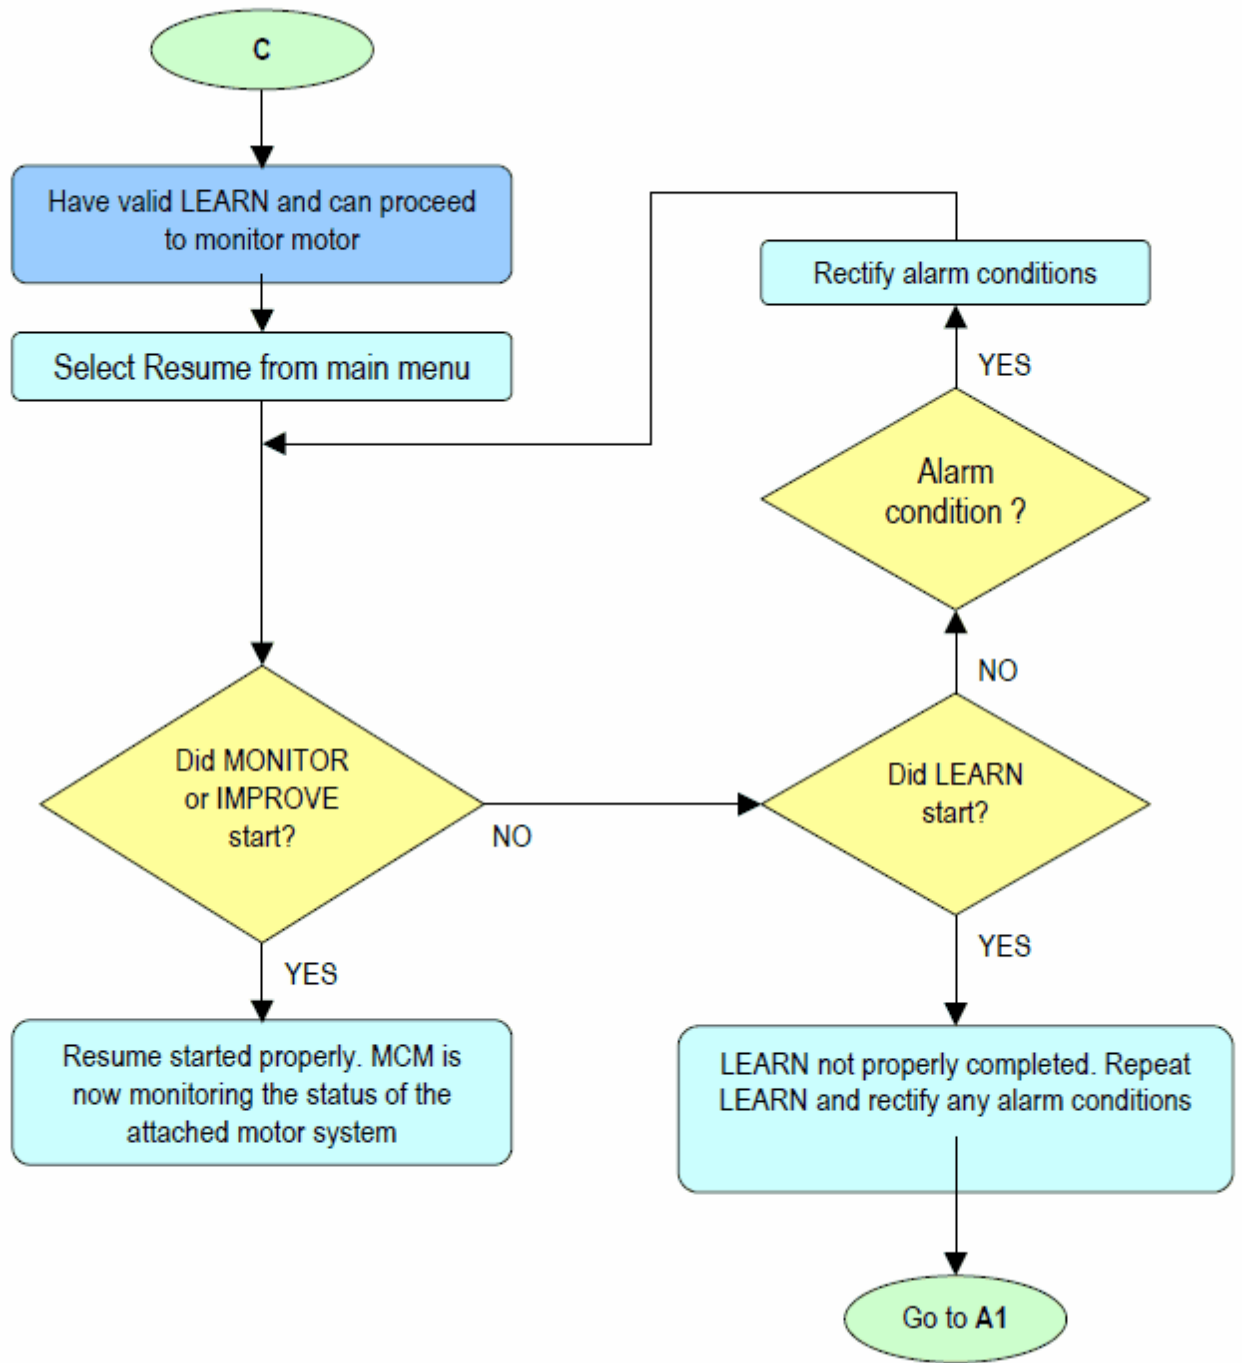 C
Have valid LEARN and can proceed
to monitor motor
Select Resume from main menu
Rectify alarm conditions
YES
Alarm
condition ?
NO
Did MONITOR
or IMPROVE
start?
NO
Did LEARN
start?
YES
YES
Resume started properly. MCM is
now monitoring the status of the
attached motor system
LEARN not properly completed. Repeat
LEARN and rectify any alarm conditions
Go to A1